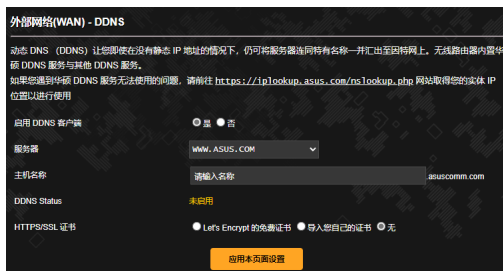 外部网络(WAN) - DDNS
动态 DNS （DDNS）让您即使在没有静态 IP 地址的情况下，仍可将服务器连同特有名称一并汇出至因特网上。无线路由器内置华
硕 DDNS 服务与其他 DDNS 服务。
如果您遇到华硕 DDNS 服务无法使用的问题，请前往 https://iplookup.asus.com/nslookup.php 网站取得您的实体 IP
位置以进行使用
启用 DDNS 客户端 是 否
服务器 WWW.ASUS.COM
主机名称 请输入名称 .asuscomm.com
DDNS Status 未启用
HTTPS/SSL 证书 Let's Encrypt 的免费证书 导入您自己的证书 无
应用本页面设置